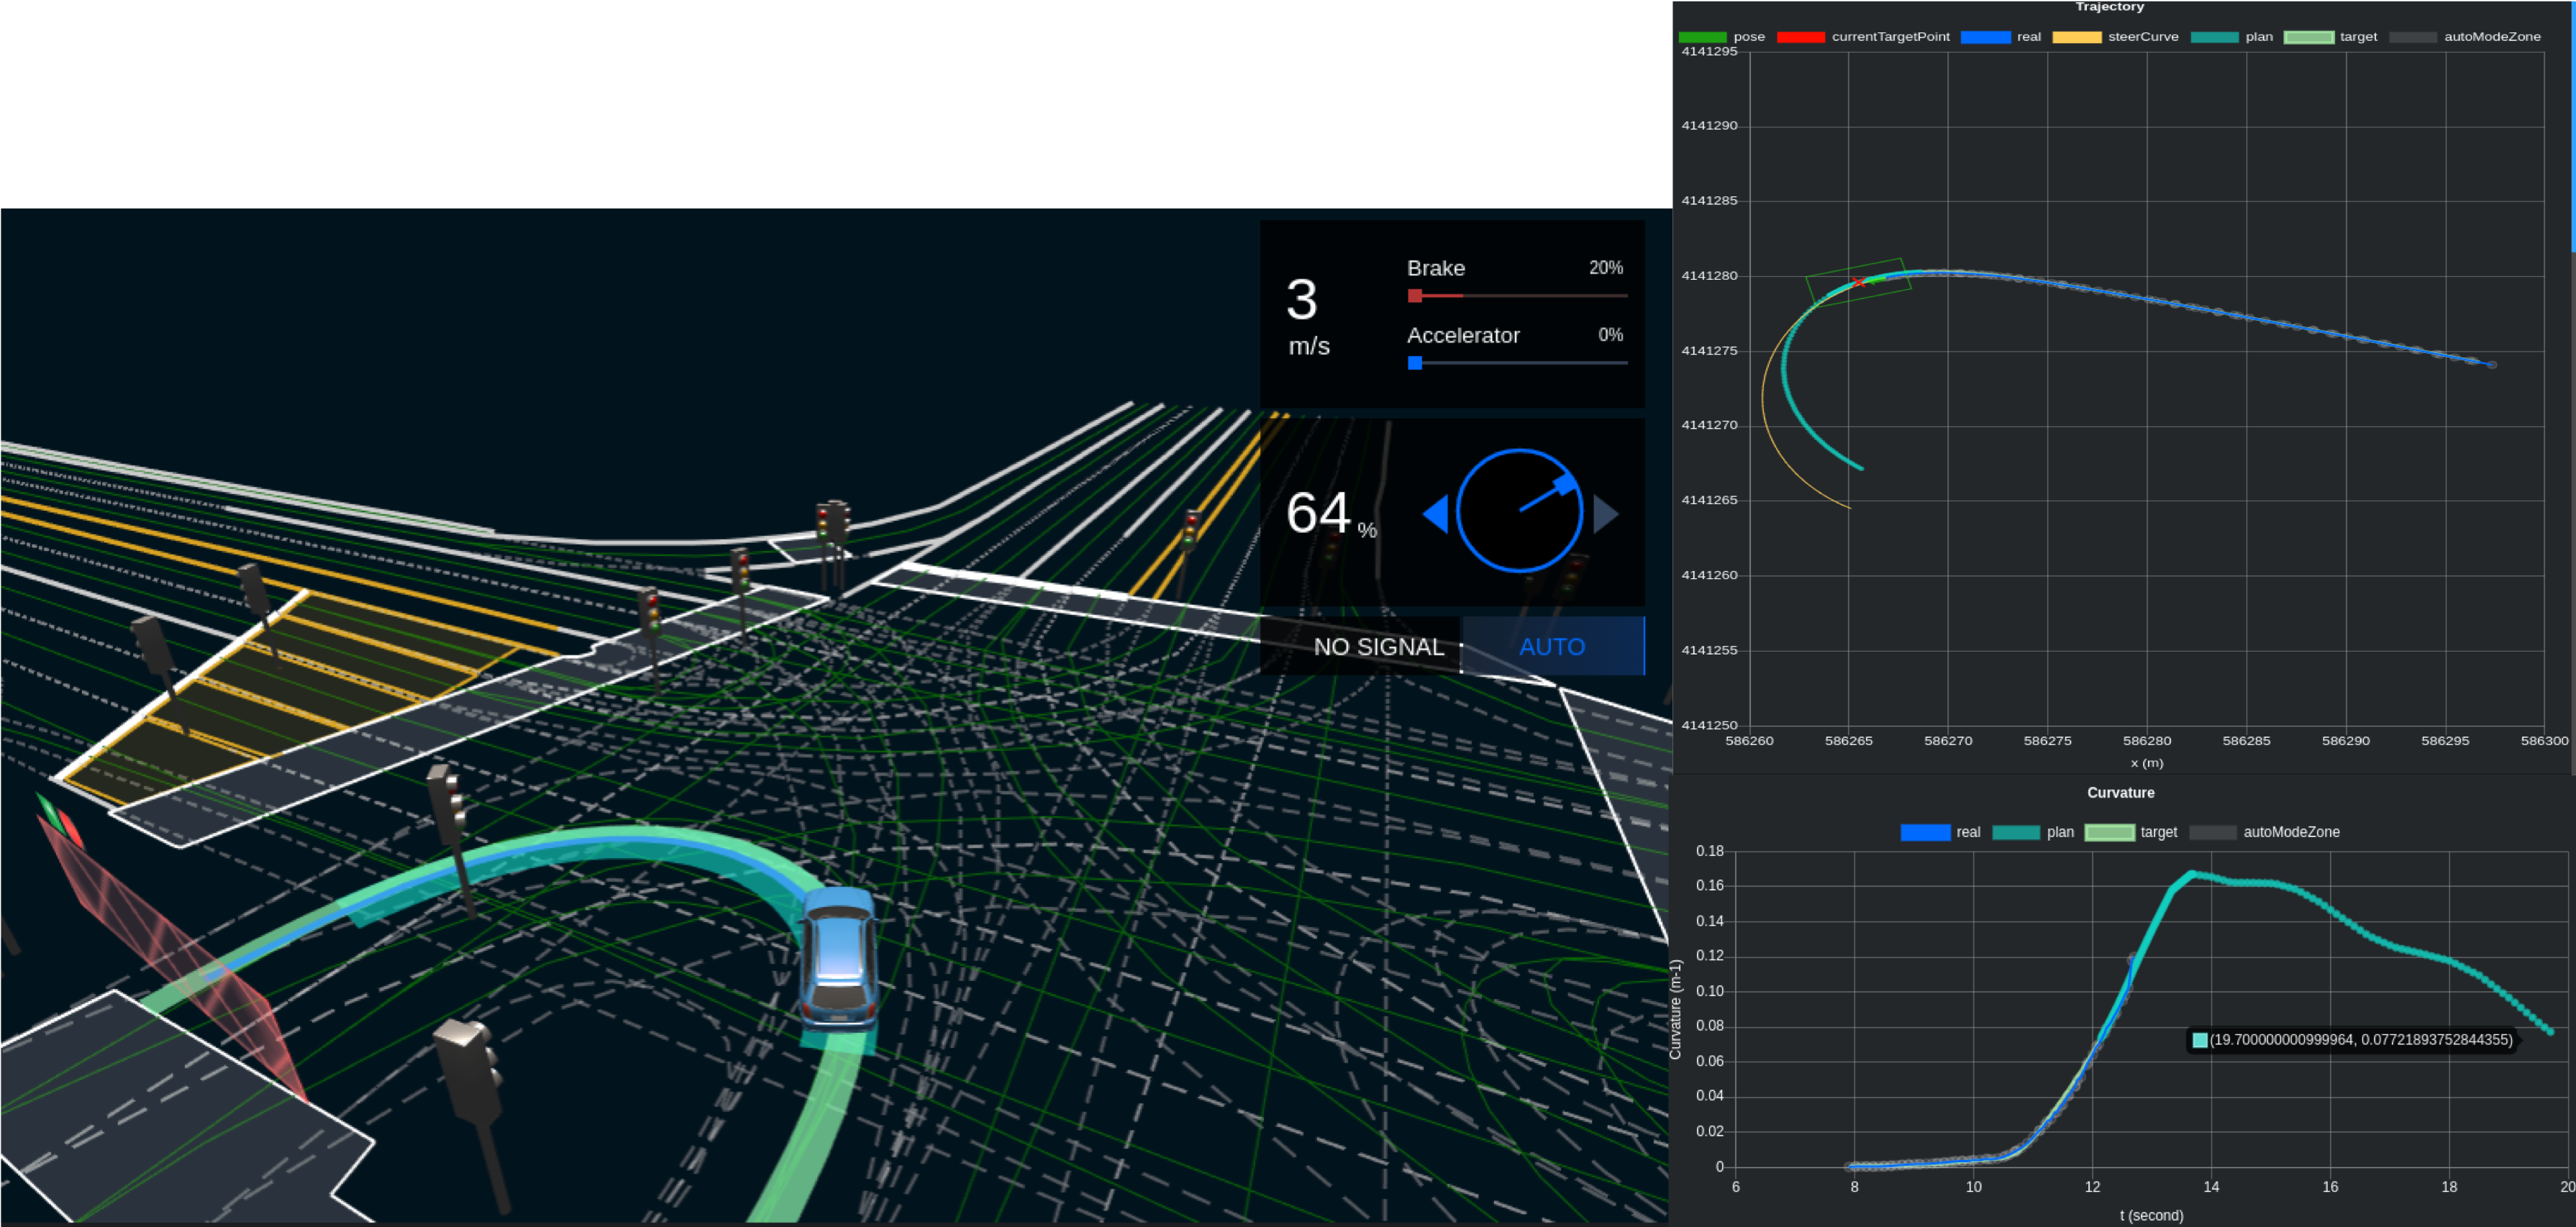 3
m/s
Brake 20%
Accelerator 0%
64 %
NO SIGNAL AUTO
Trajectory
pose currentTargetPoint real steerCurve plan target autoModeZone
4141295
4141290
4141285
4141280
4141275
4141270
4141265
4141260
4141255
4141250
586260 586265 586270 586275 586280 586285 586290 586295 586300
x (m)
Curvature
real plan target autoModeZone
Curvature (m-1)
0.18
0.16
0.14
0.12
0.10
0.08
0.06
0.04
0.02
0
(19.700000000999964, 0.07721893752844355)
6 8 10 12 14 16 18 20
t (second)